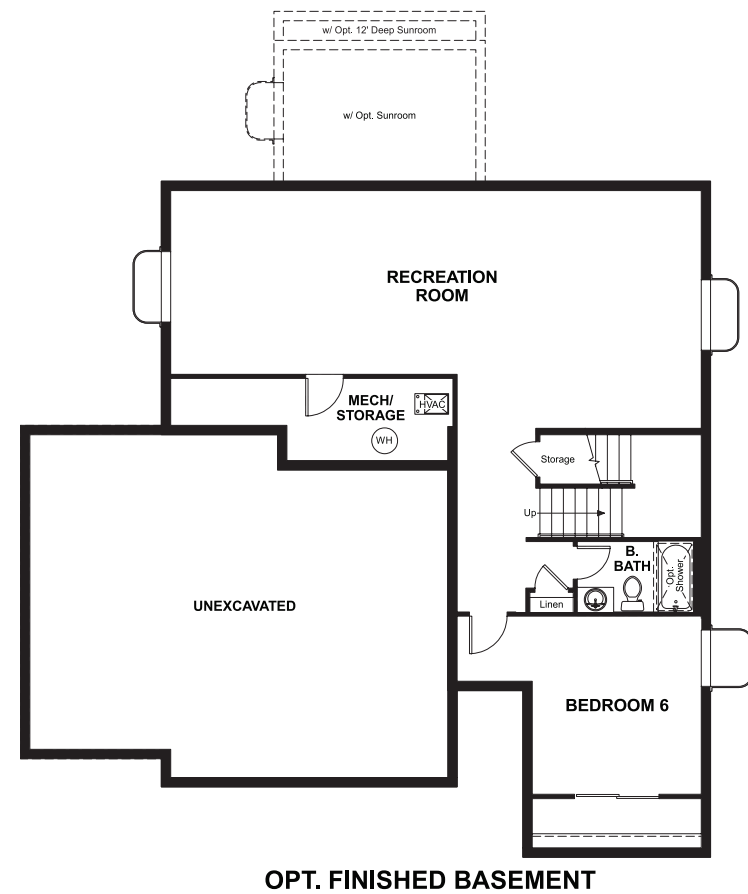 w/ Opt. 12' Deep Sunroom
w/ Opt. Sunroom
RECREATION
ROOM
MECH/
STORAGE
HVAC
WH
Storage
Up
B.
BATH
Opt.
Shower
Linen
UNEXCAVATED
BEDROOM 6
OPT. FINISHED BASEMENT